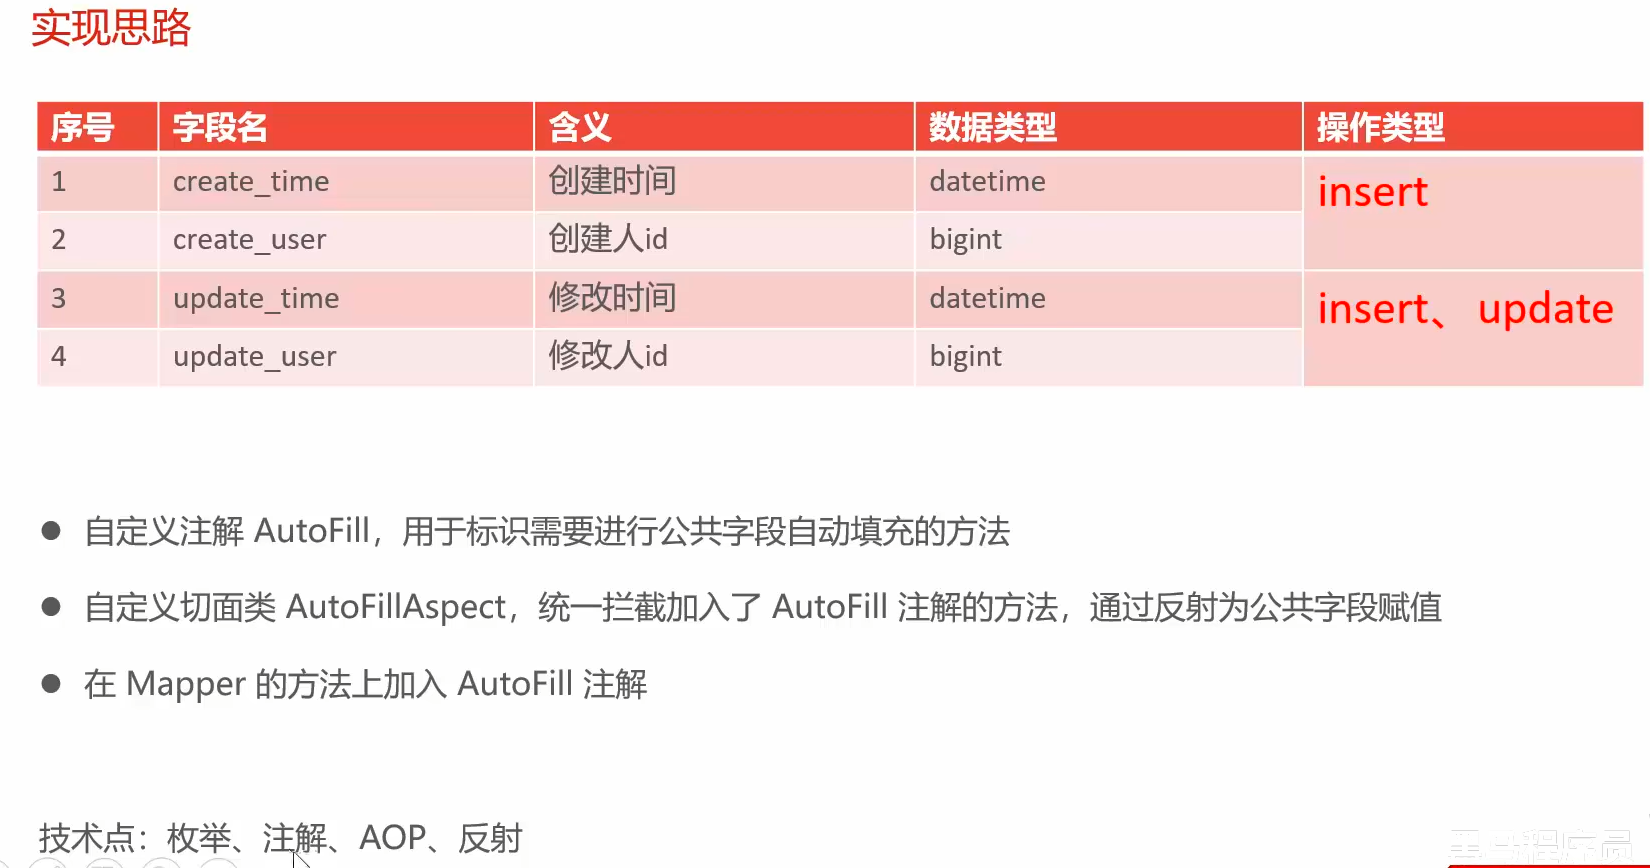 实现思路
序号 字段名 含义 数据类型 操作类型
1 create_time 创建时间 datetime insert
2 create_user 创建人id bigint
3 update_time 修改时间 datetime insert、update
4 update_user 修改人id bigint
● 自定义注解 AutoFill，用于标识需要进行公共字段自动填充的方法
● 自定义切面类 AutoFillAspect，统一拦截加入了 AutoFill 注解的方法，通过反射为公共字段赋值
● 在 Mapper 的方法上加入 AutoFill 注解
技术点：枚举、注解、AOP、反射